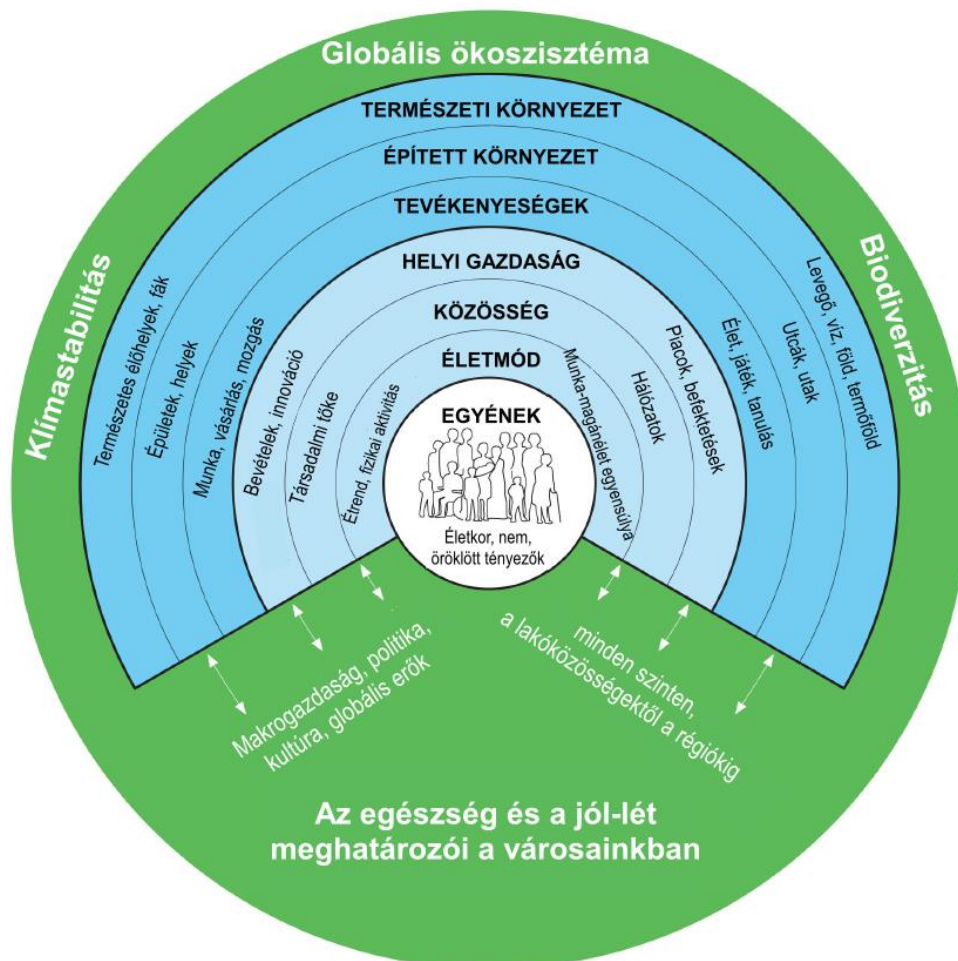 Globális ökoszisztéma
Klímastabilitás
Biodiverzitás
TERMÉSZETI KÖRNYEZET
Természetes élőhelyek, fák
Levegő, víz, föld, termőföld
ÉPÍTETT KÖRNYEZET
Épületek, helyek
Utcák, utak
TEVÉKENYESÉGEK
Munka, vásárlás, mozgás
Élet, játék, tanulás
HELYI GAZDASÁG
Bevételek, innováció
Piacok, befektetések
KÖZÖSSÉG
Társadalmi tőke
Hálózatok
ÉLETMÓD
Étrend, fizikai aktivitás
Munka-magánélet egyensúlya
EGYÉNEK
Életkor, nem,
öröklött tényezők
Makrogazdaság, politika,
kultúra, globális erők
minden szinten,
a lakóközösségektől a régiókig
Az egészség és a jól-lét
meghatározói a városainkban